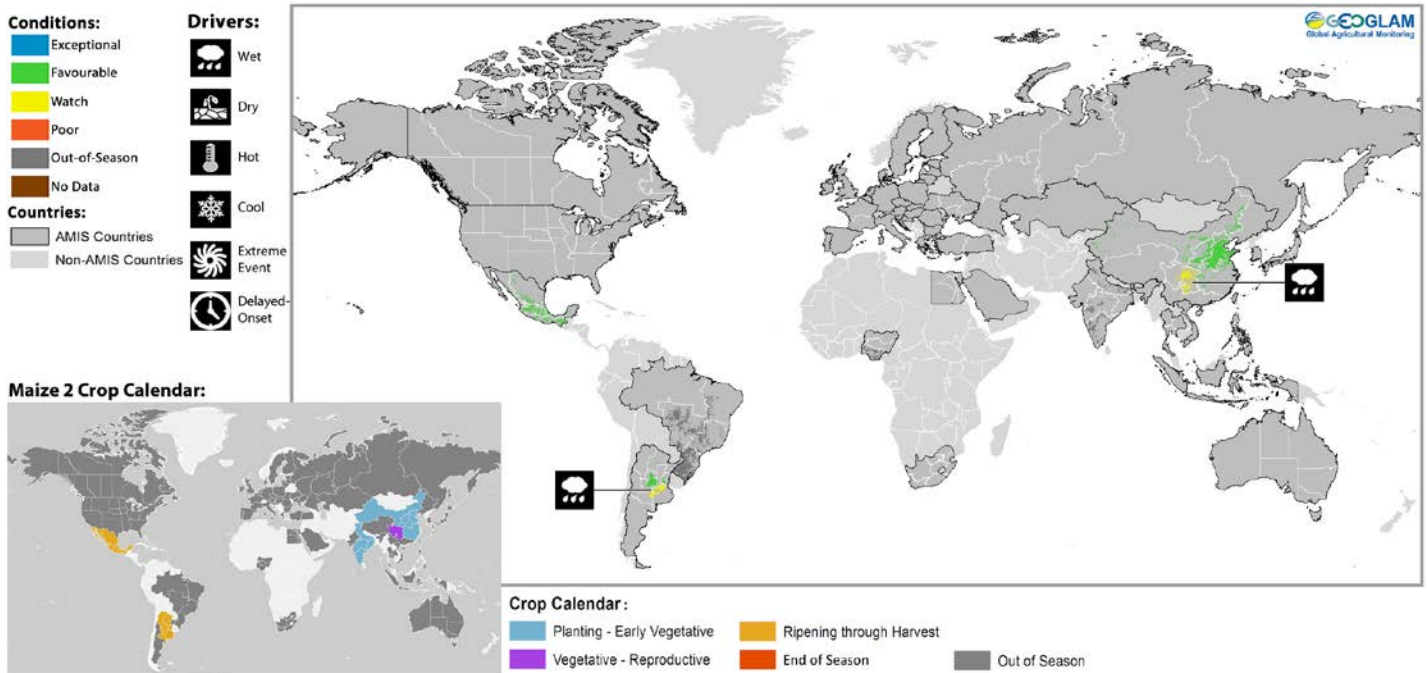 Conditions:
Exceptional
Favourable
Watch
Poor
Out-of-Season
No Data
Countries:
AMIS Countries
Non-AMIS Countries
Drivers:
Wet
Dry
Hot
Cool
Extreme
Event
Delayed-
Onset
GEOGLAM
Global Agricultural Monitoring
Maize 2 Crop Calendar:
Crop Calendar :
Planting - Early Vegetative
Ripening through Harvest
Vegetative - Reproductive
End of Season
Out of Season